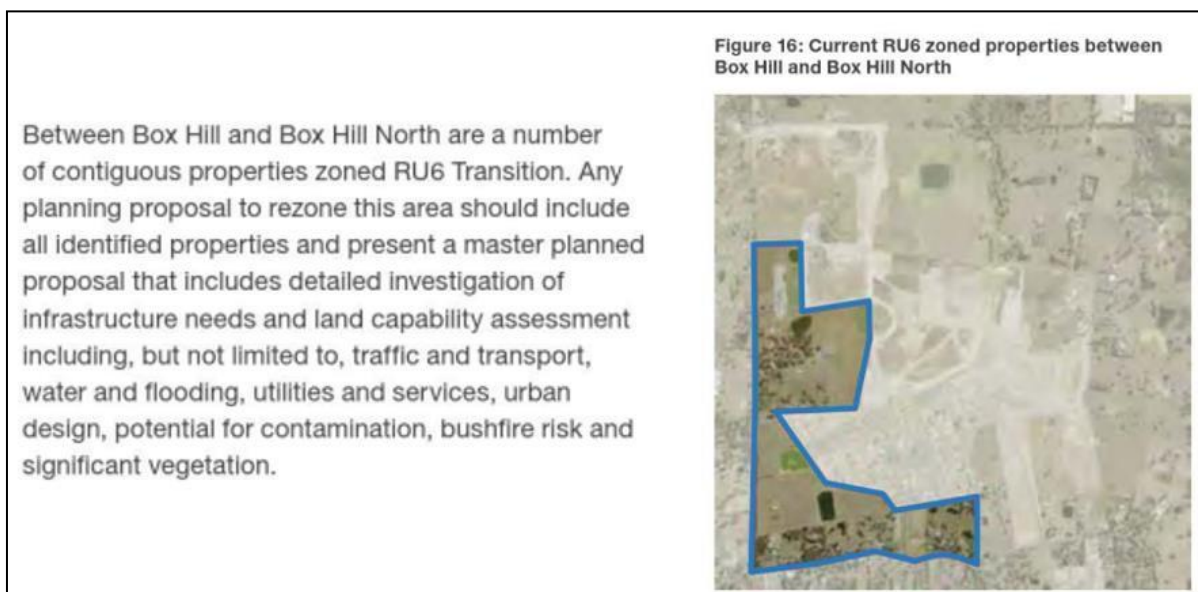 Figure 16: Current RU6 zoned properties between
Box Hill and Box Hill North
Between Box Hill and Box Hill North are a number
of contiguous properties zoned RU6 Transition. Any
planning proposal to rezone this area should include
all identified properties and present a master planned
proposal that includes detailed investigation of
infrastructure needs and land capability assessment
including, but not limited to, traffic and transport,
water and flooding, utilities and services, urban
design, potential for contamination, bushfire risk and
significant vegetation.